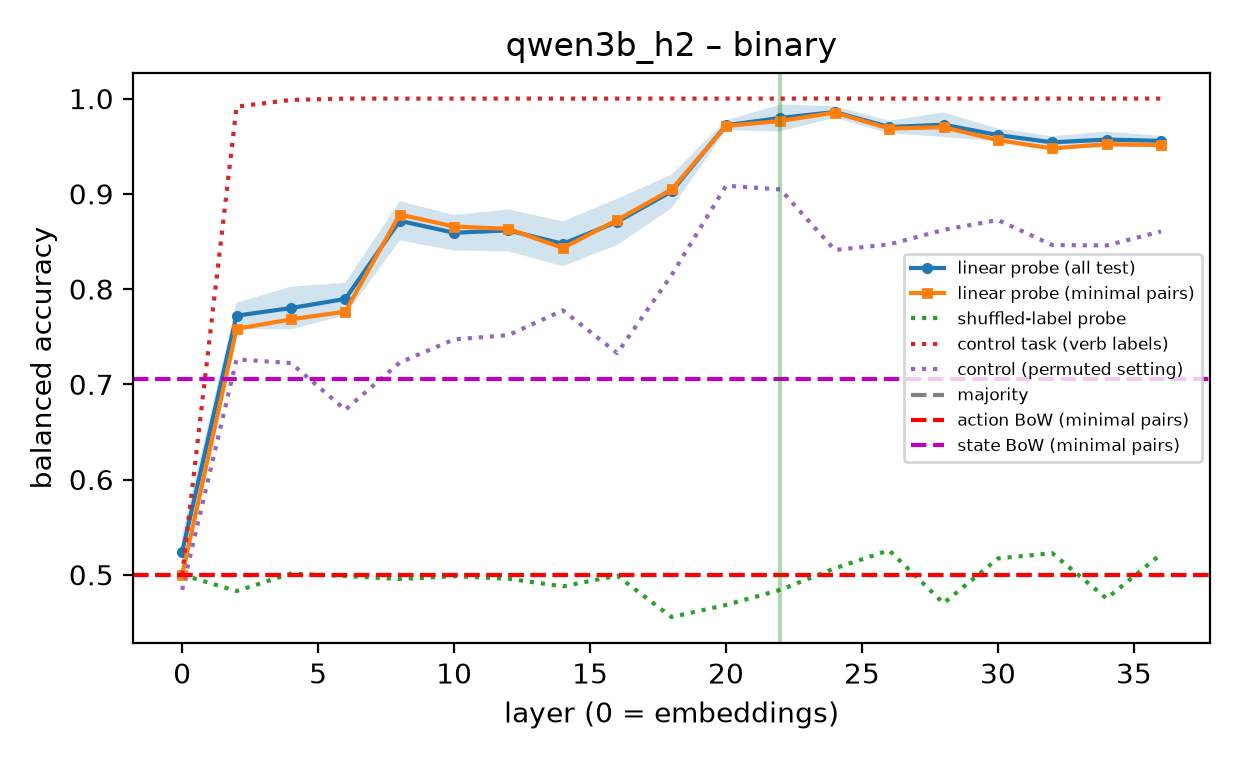 qwen3b_h2 – binary
balanced accuracy
1.0
0.9
0.8
0.7
0.6
0.5
linear probe (all test)
linear probe (minimal pairs)
shuffled-label probe
control task (verb labels)
control (permuted setting)
majority
action BoW (minimal pairs)
state BoW (minimal pairs)
0 5 10 15 20 25 30 35
layer (0 = embeddings)